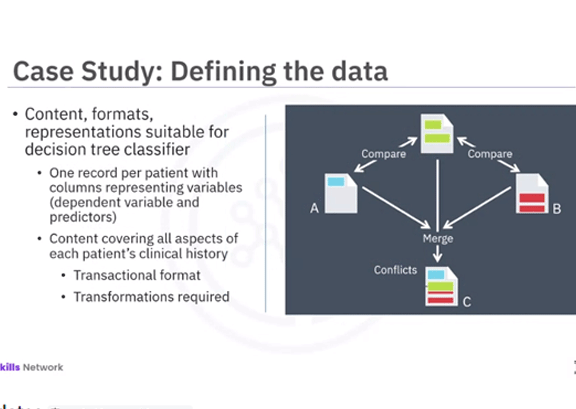 Case Study: Defining the data
• Content, formats,
representations suitable for
decision tree classifier
• One record per patient with
columns representing variables
(dependent variable and
predictors)
• Content covering all aspects of
each patient's clinical history
• Transactional format
• Transformations required
Compare
Compare
A
B
Merge
Conflicts
C
kills Network